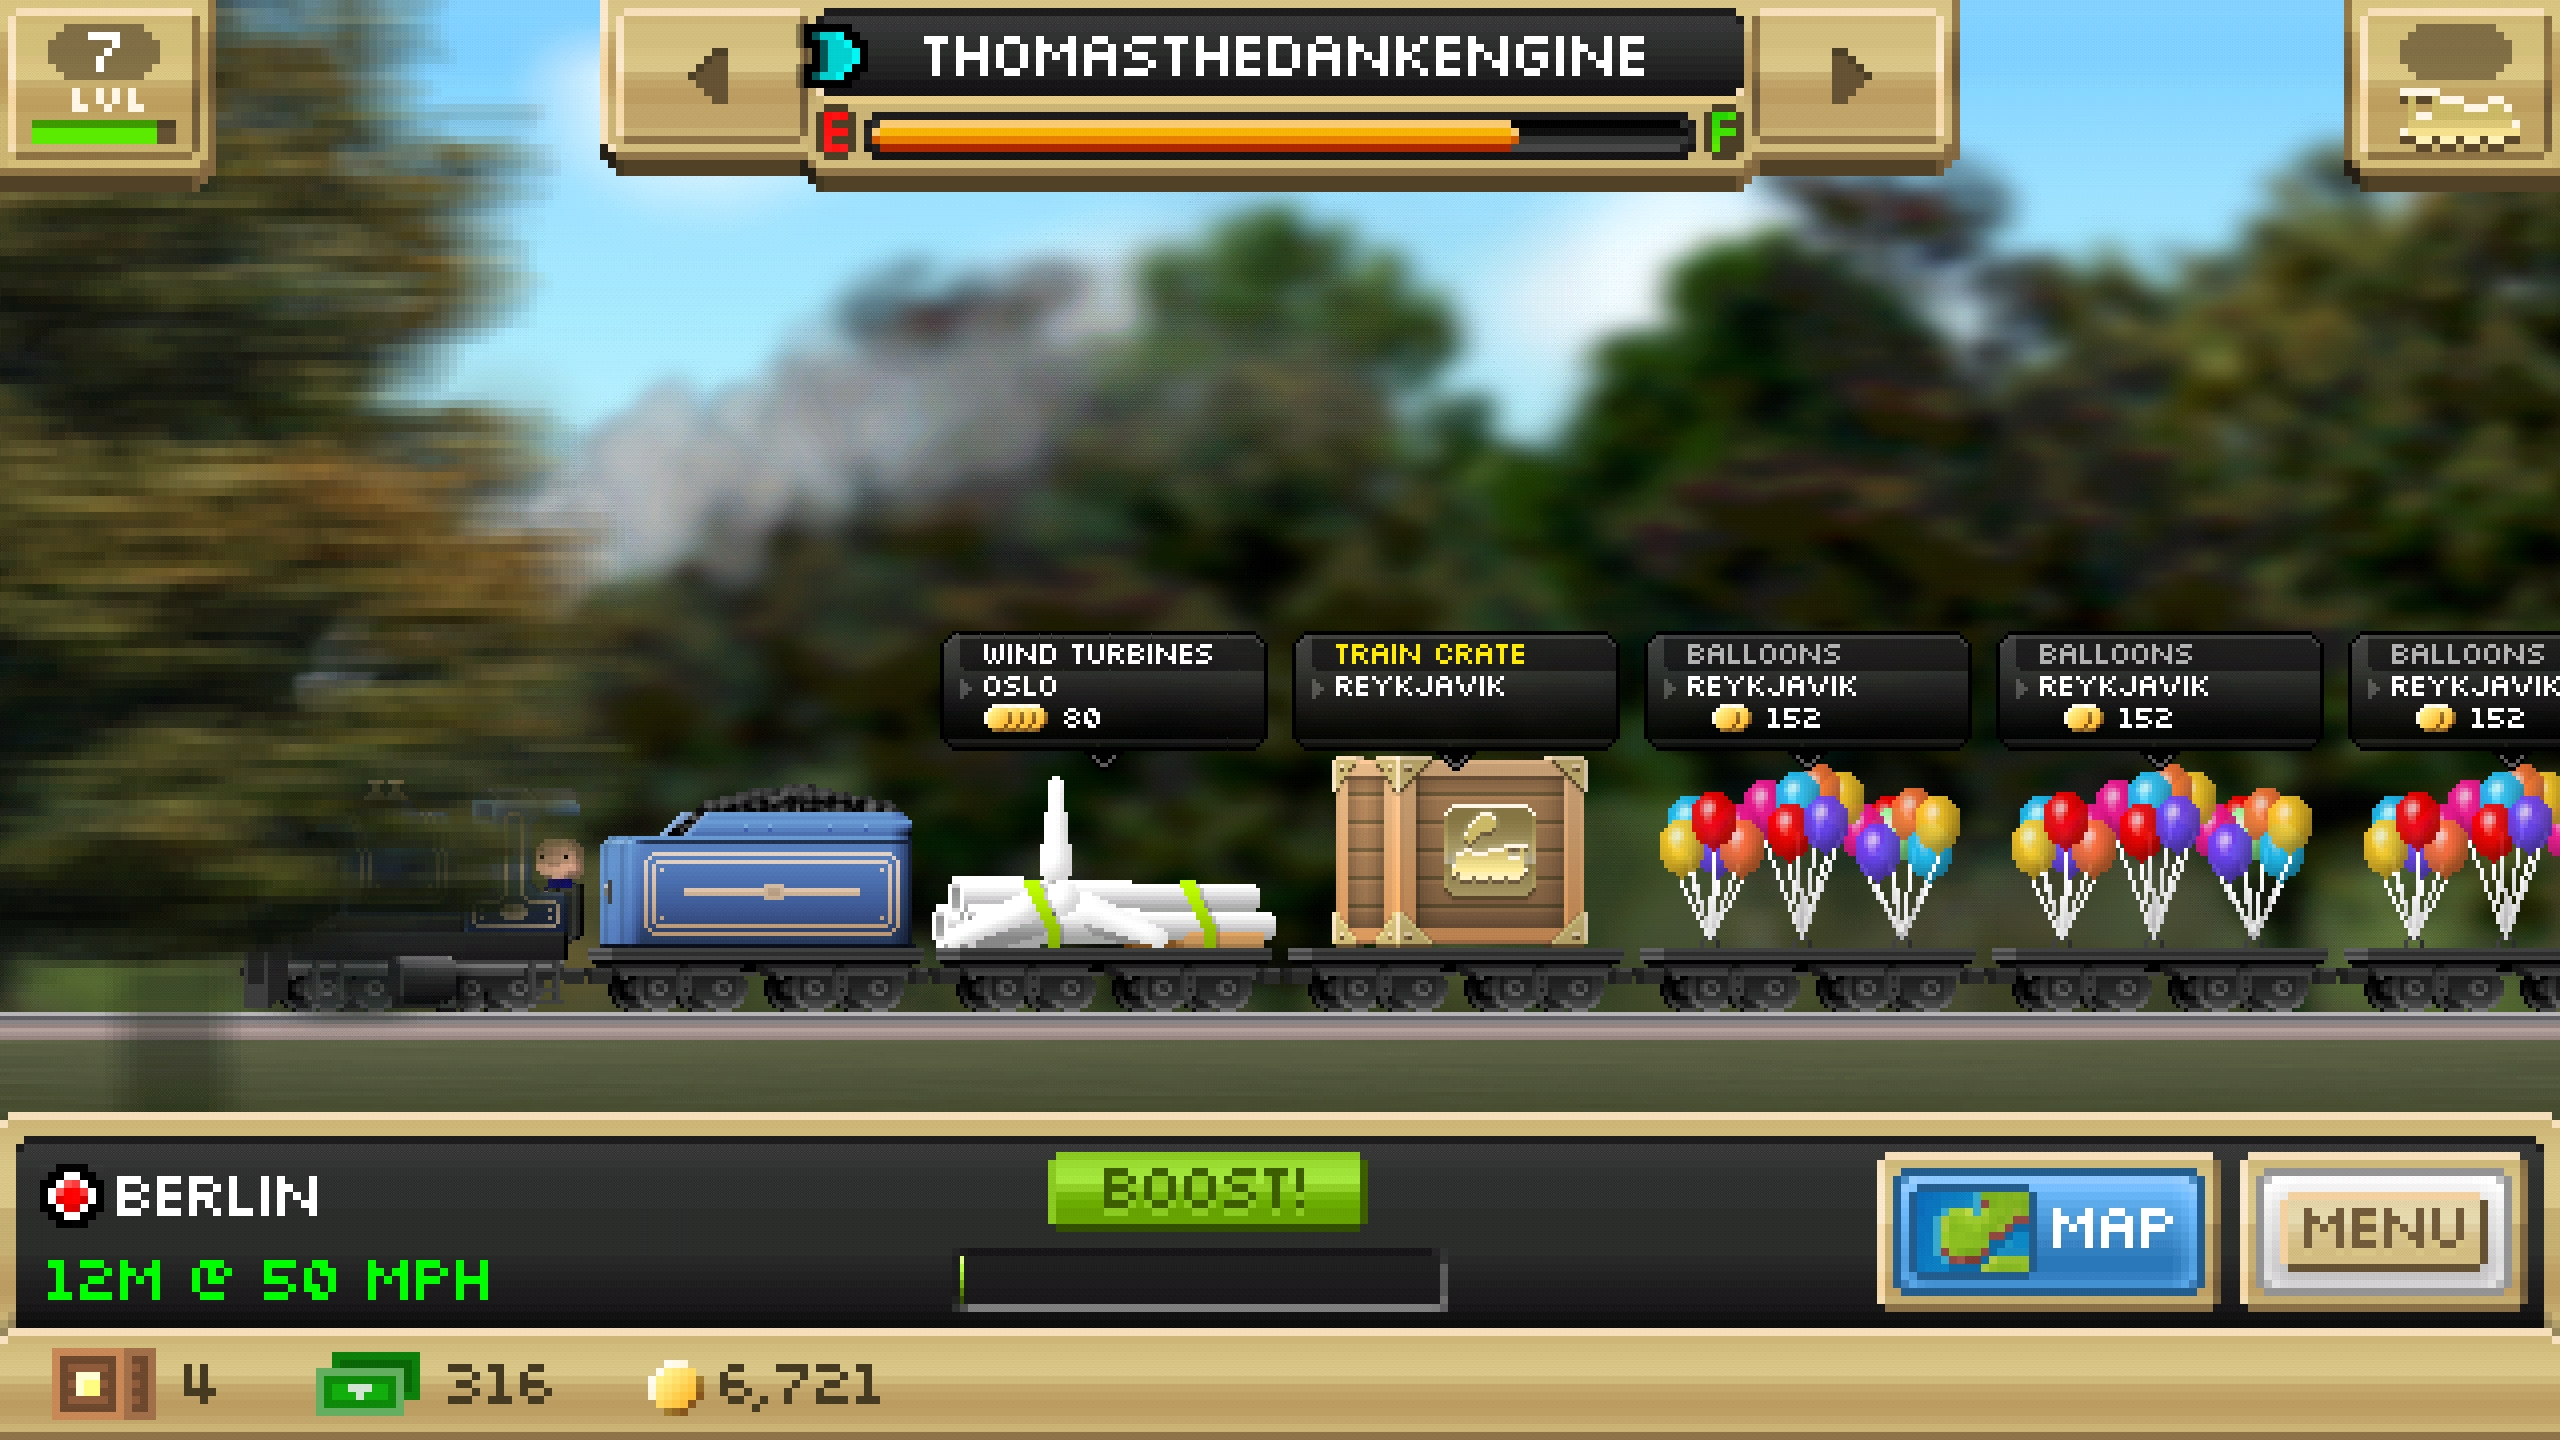 7
LVL
THOMASTHEDANKENGINE
E F
WIND TURBINES
OSLO
80
TRAIN CRATE
REYKJAVIK
BALLOONS
REYKJAVIK
152
BALLOONS
REYKJAVIK
152
BALLOONS
REYKJAVIK
152
BERLIN
12M @ 50 MPH
BOOST!
MAP
MENU
4
316
6,721